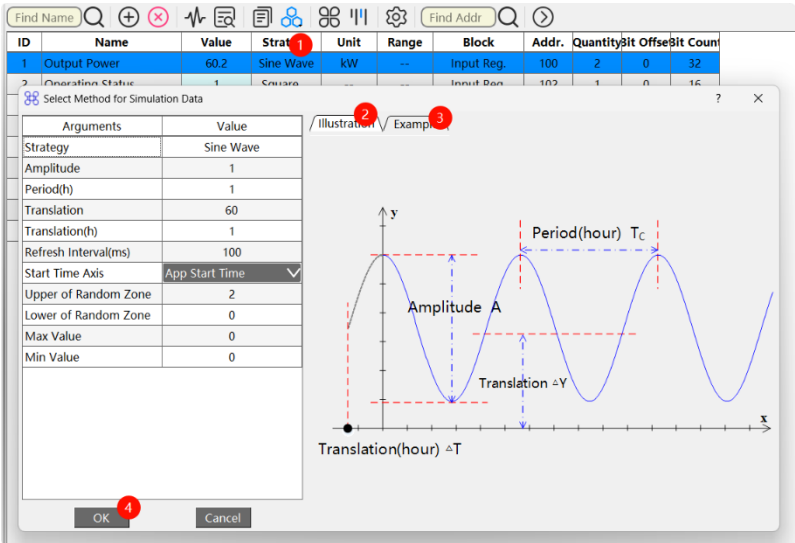 Find Name Find Addr
ID Name Value Strat 1 Unit Range Block Addr. Quantity Bit Offset Bit Count
1 Output Power 60.2 Sine Wave kW -- Input Reg. 100 2 0 32
2 Operating Status 1 Square -- -- Input Reg. 102 1 0 16
Select Method for Simulation Data ? ×
Arguments Value
Strategy Sine Wave
Amplitude 1
Period(h) 1
Translation 60
Translation(h) 1
Refresh Interval(ms) 100
Start Time Axis App Start Time
Upper of Random Zone 2
Lower of Random Zone 0
Max Value 0
Min Value 0
OK 4 Cancel
Illustration 2 Examp 3
y
Period(hour) Tc
Amplitude A
Translation △Y
x
Translation(hour) △T